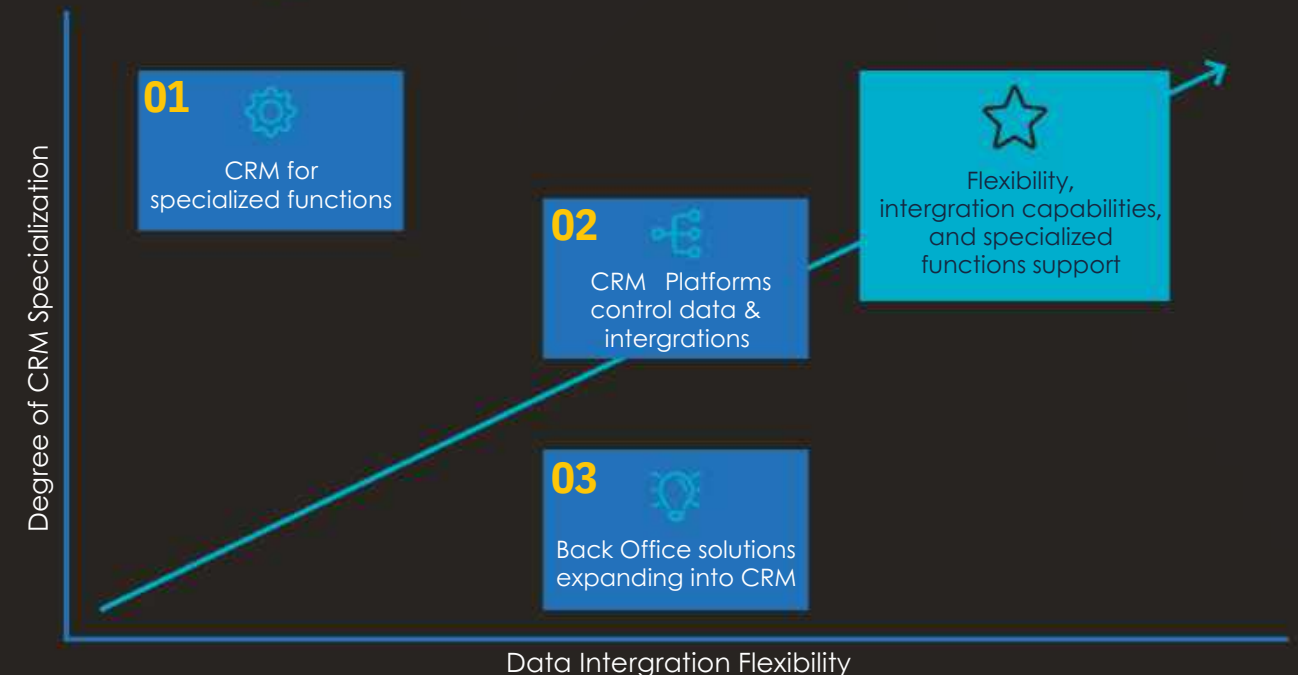 Degree of CRM Specialization
01
CRM for
specialized functions
02
CRM Platforms
control data &
intergrations
Flexibility,
intergration capabilities,
and specialized
functions support
03
Back Office solutions
expanding into CRM
Data Intergration Flexibility